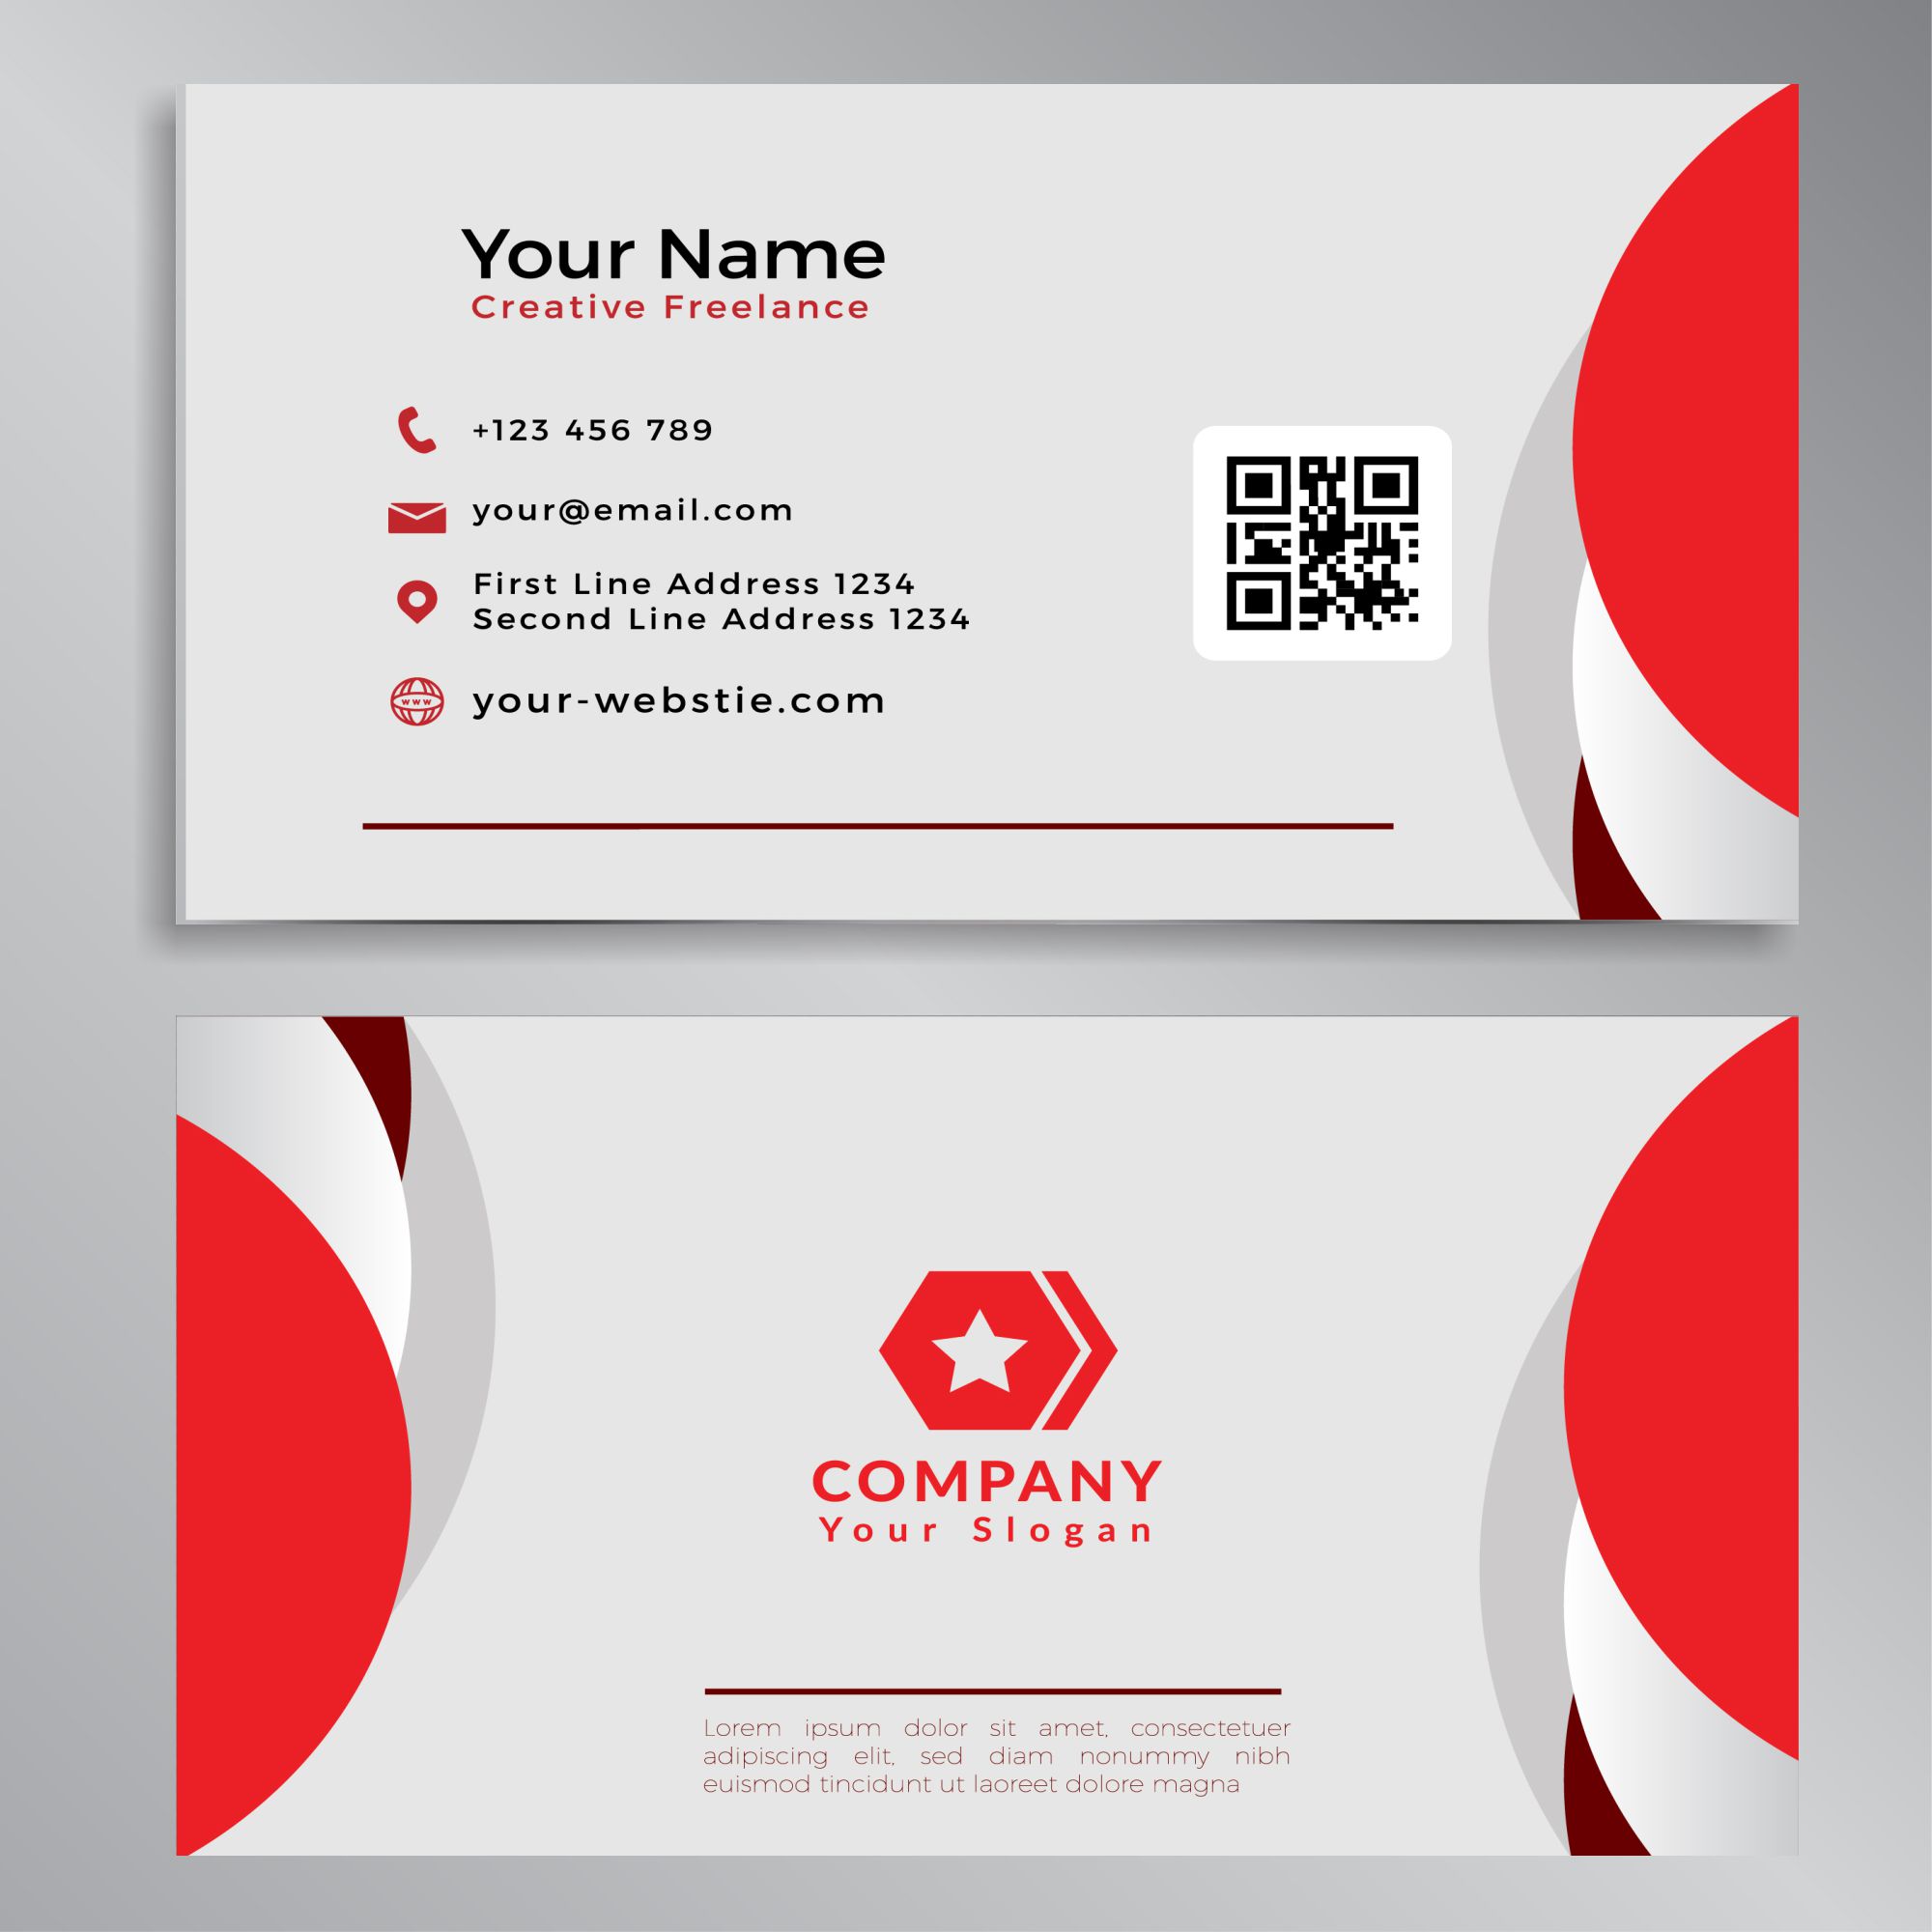 Your Name
Creative Freelance
+123 456 789
your@email.com
First Line Address 1234
Second Line Address 1234
www
your-webstie.com
COMPANY
Your Slogan
Lorem ipsum dolor sit amet, consectetuer
adipiscing elit, sed diam nonummy nibh
euismod tincidunt ut laoreet dolore magna